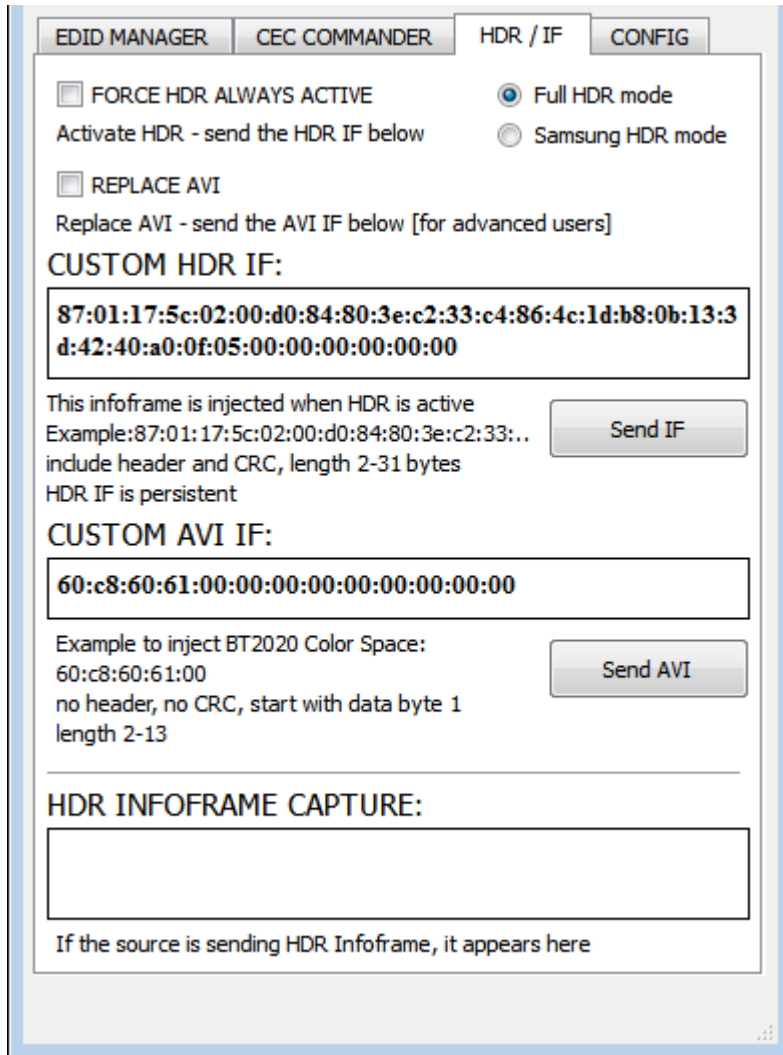 EDID MANAGER CEC COMMANDER HDR / IF CONFIG
FORCE HDR ALWAYS ACTIVE Full HDR mode
Activate HDR - send the HDR IF below Samsung HDR mode
REPLACE AVI
Replace AVI - send the AVI IF below [for advanced users]
CUSTOM HDR IF:
87:01:17:5c:02:00:d0:84:80:3e:c2:33:c4:86:4c:1d:b8:0b:13:3
d:42:40:a0:0f:05:00:00:00:00:00:00
This infoframe is injected when HDR is active
Example:87:01:17:5c:02:00:d0:84:80:3e:c2:33:.. Send IF
include header and CRC, length 2-31 bytes
HDR IF is persistent
CUSTOM AVI IF:
60:c8:60:61:00:00:00:00:00:00:00:00:00
Example to inject BT2020 Color Space:
60:c8:60:61:00 Send AVI
no header, no CRC, start with data byte 1
length 2-13
HDR INFOFRAME CAPTURE:
If the source is sending HDR Infoframe, it appears here